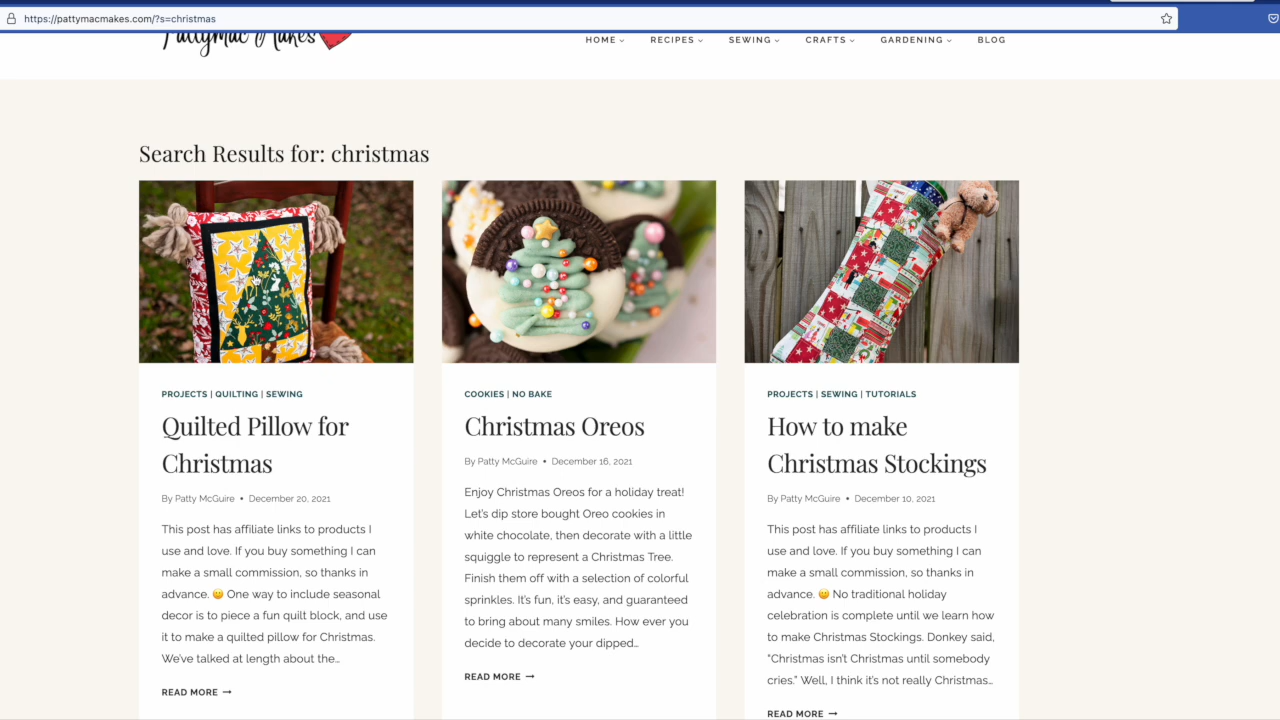 https://pattymacmakes.com/?s=christmas
PattyMac Makes
HOME RECIPES SEWING CRAFTS GARDENING BLOG
Search Results for: christmas
PROJECTS | QUILTING | SEWING
Quilted Pillow for
Christmas
By Patty McGuire • December 20, 2021
This post has affiliate links to products I
use and love. If you buy something I can
make a small commission, so thanks in
advance. 🙂 One way to include seasonal
decor is to piece a fun quilt block, and use
it to make a quilted pillow for Christmas.
We've talked at length about the…
READ MORE →
COOKIES | NO BAKE
Christmas Oreos
By Patty McGuire • December 16, 2021
Enjoy Christmas Oreos for a holiday treat!
Let's dip store bought Oreo cookies in
white chocolate, then decorate with a little
squiggle to represent a Christmas Tree.
Finish them off with a selection of colorful
sprinkles. It's fun, it's easy, and guaranteed
to bring about many smiles. How ever you
decide to decorate your dipped…
READ MORE →
PROJECTS | SEWING | TUTORIALS
How to make
Christmas Stockings
By Patty McGuire • December 10, 2021
This post has affiliate links to products I
use and love. If you buy something I can
make a small commission, so thanks in
advance. 🙂 No traditional holiday
celebration is complete until we learn how
to make Christmas Stockings. Donkey said,
"Christmas isn't Christmas until somebody
cries." Well, I think it's not really Christmas…
READ MORE →